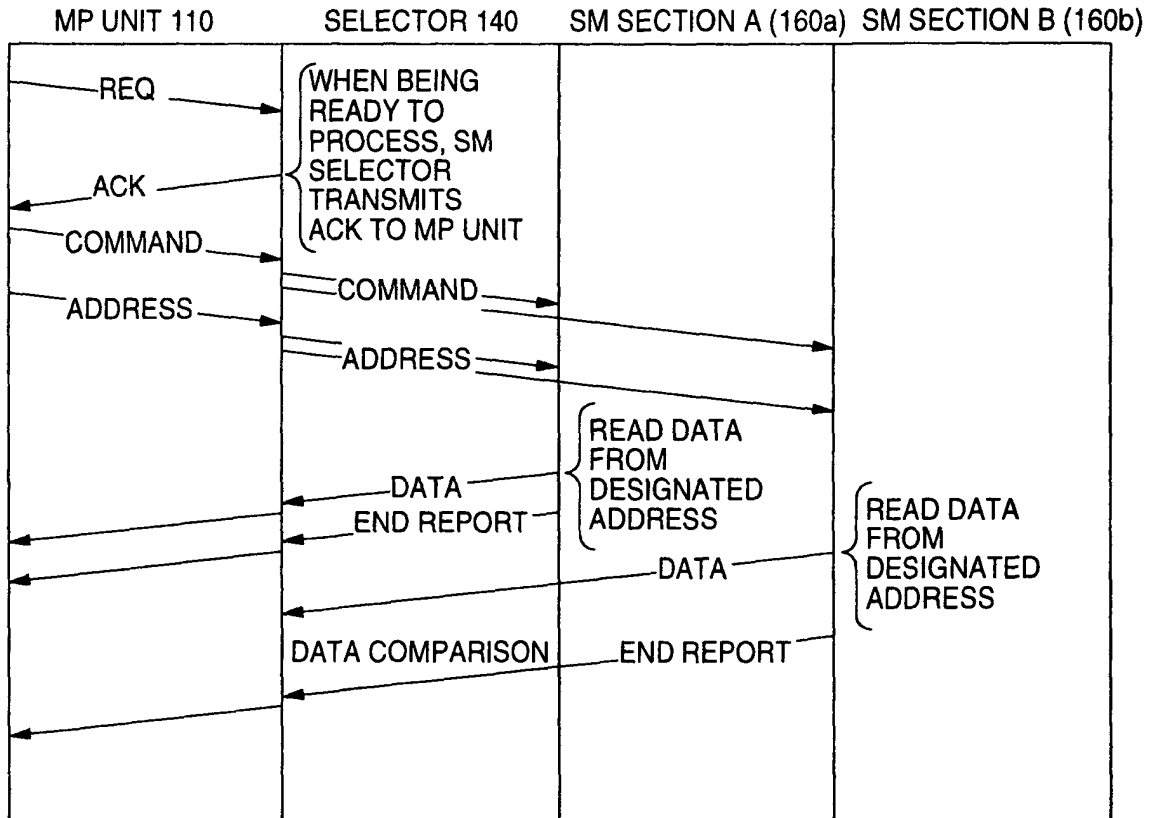 MP UNIT 110
SELECTOR 140
SM SECTION A (160a)
SM SECTION B (160b)
REQ
WHEN BEING
READY TO
PROCESS, SM
SELECTOR
TRANSMITS
ACK TO MP UNIT
ACK
COMMAND
COMMAND
ADDRESS
ADDRESS
READ DATA
FROM
DESIGNATED
ADDRESS
DATA
END REPORT
READ DATA
FROM
DESIGNATED
ADDRESS
DATA
DATA COMPARISON
END REPORT